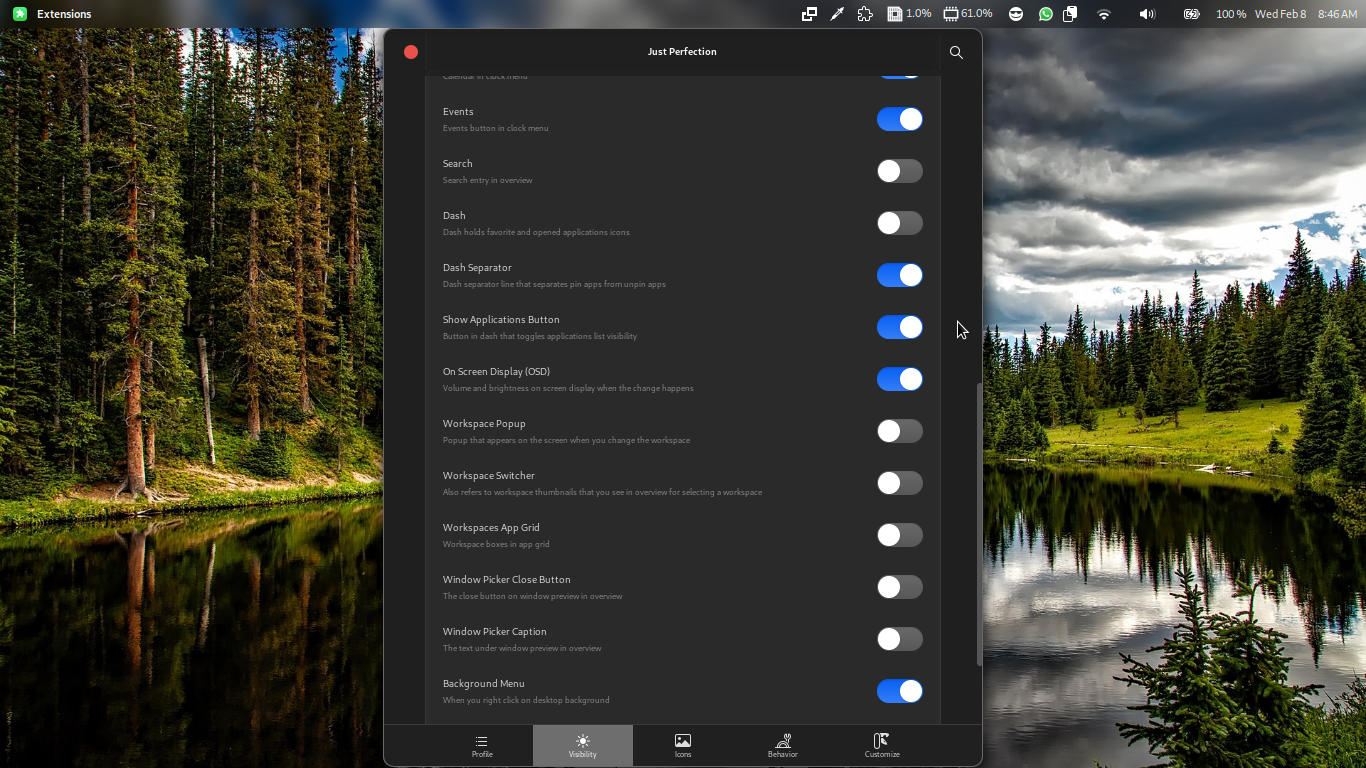 Extensions
1.0%
61.0%
100 %
Wed Feb 8
8:46 AM
Just Perfection
Calendar in clock menu
Events
Events button in clock menu
Search
Search entry in overview
Dash
Dash holds favorite and opened applications icons
Dash Separator
Dash separator line that separates pin apps from unpin apps
Show Applications Button
Button in dash that toggles applications list visibility
On Screen Display (OSD)
Volume and brightness on screen display when the change happens
Workspace Popup
Popup that appears on the screen when you change the workspace
Workspace Switcher
Also refers to workspace thumbnails that you see in overview for selecting a workspace
Workspaces App Grid
Workspace boxes in app grid
Window Picker Close Button
The close button on window preview in overview
Window Picker Caption
The text under window preview in overview
Background Menu
When you right click on desktop background
Profile
Visibility
Icons
Behavior
Customize